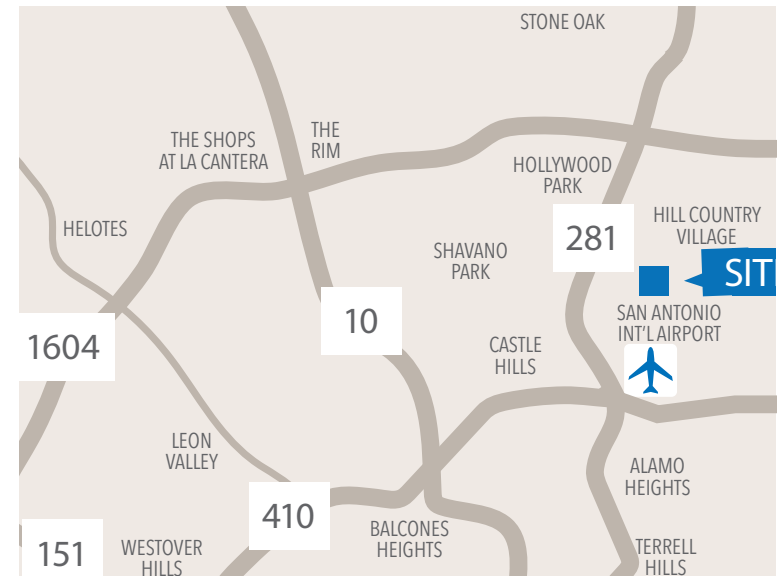 STONE OAK
THE SHOPS
AT LA CANTERA
THE
RIM
HOLLYWOOD
PARK
HELOTES
281
HILL COUNTRY
VILLAGE
SHAVANO
PARK
SIT
SAN ANTONIO
INT'L AIRPORT
10
1604
CASTLE
HILLS
LEON
VALLEY
ALAMO
HEIGHTS
410
BALCONES
HEIGHTS
151
WESTOVER
HILLS
TERRELL
HILLS